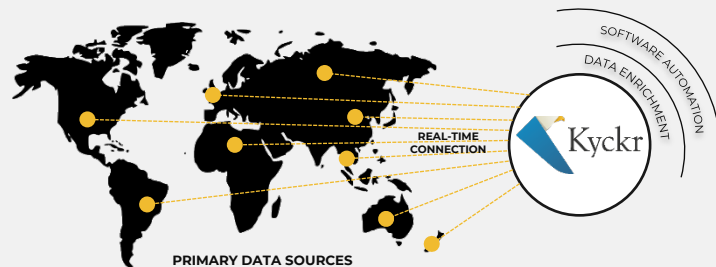 SOFTWARE AUTOMATION
DATA ENRICHMENT
REAL-TIME
CONNECTION
Kyckr
PRIMARY DATA SOURCES